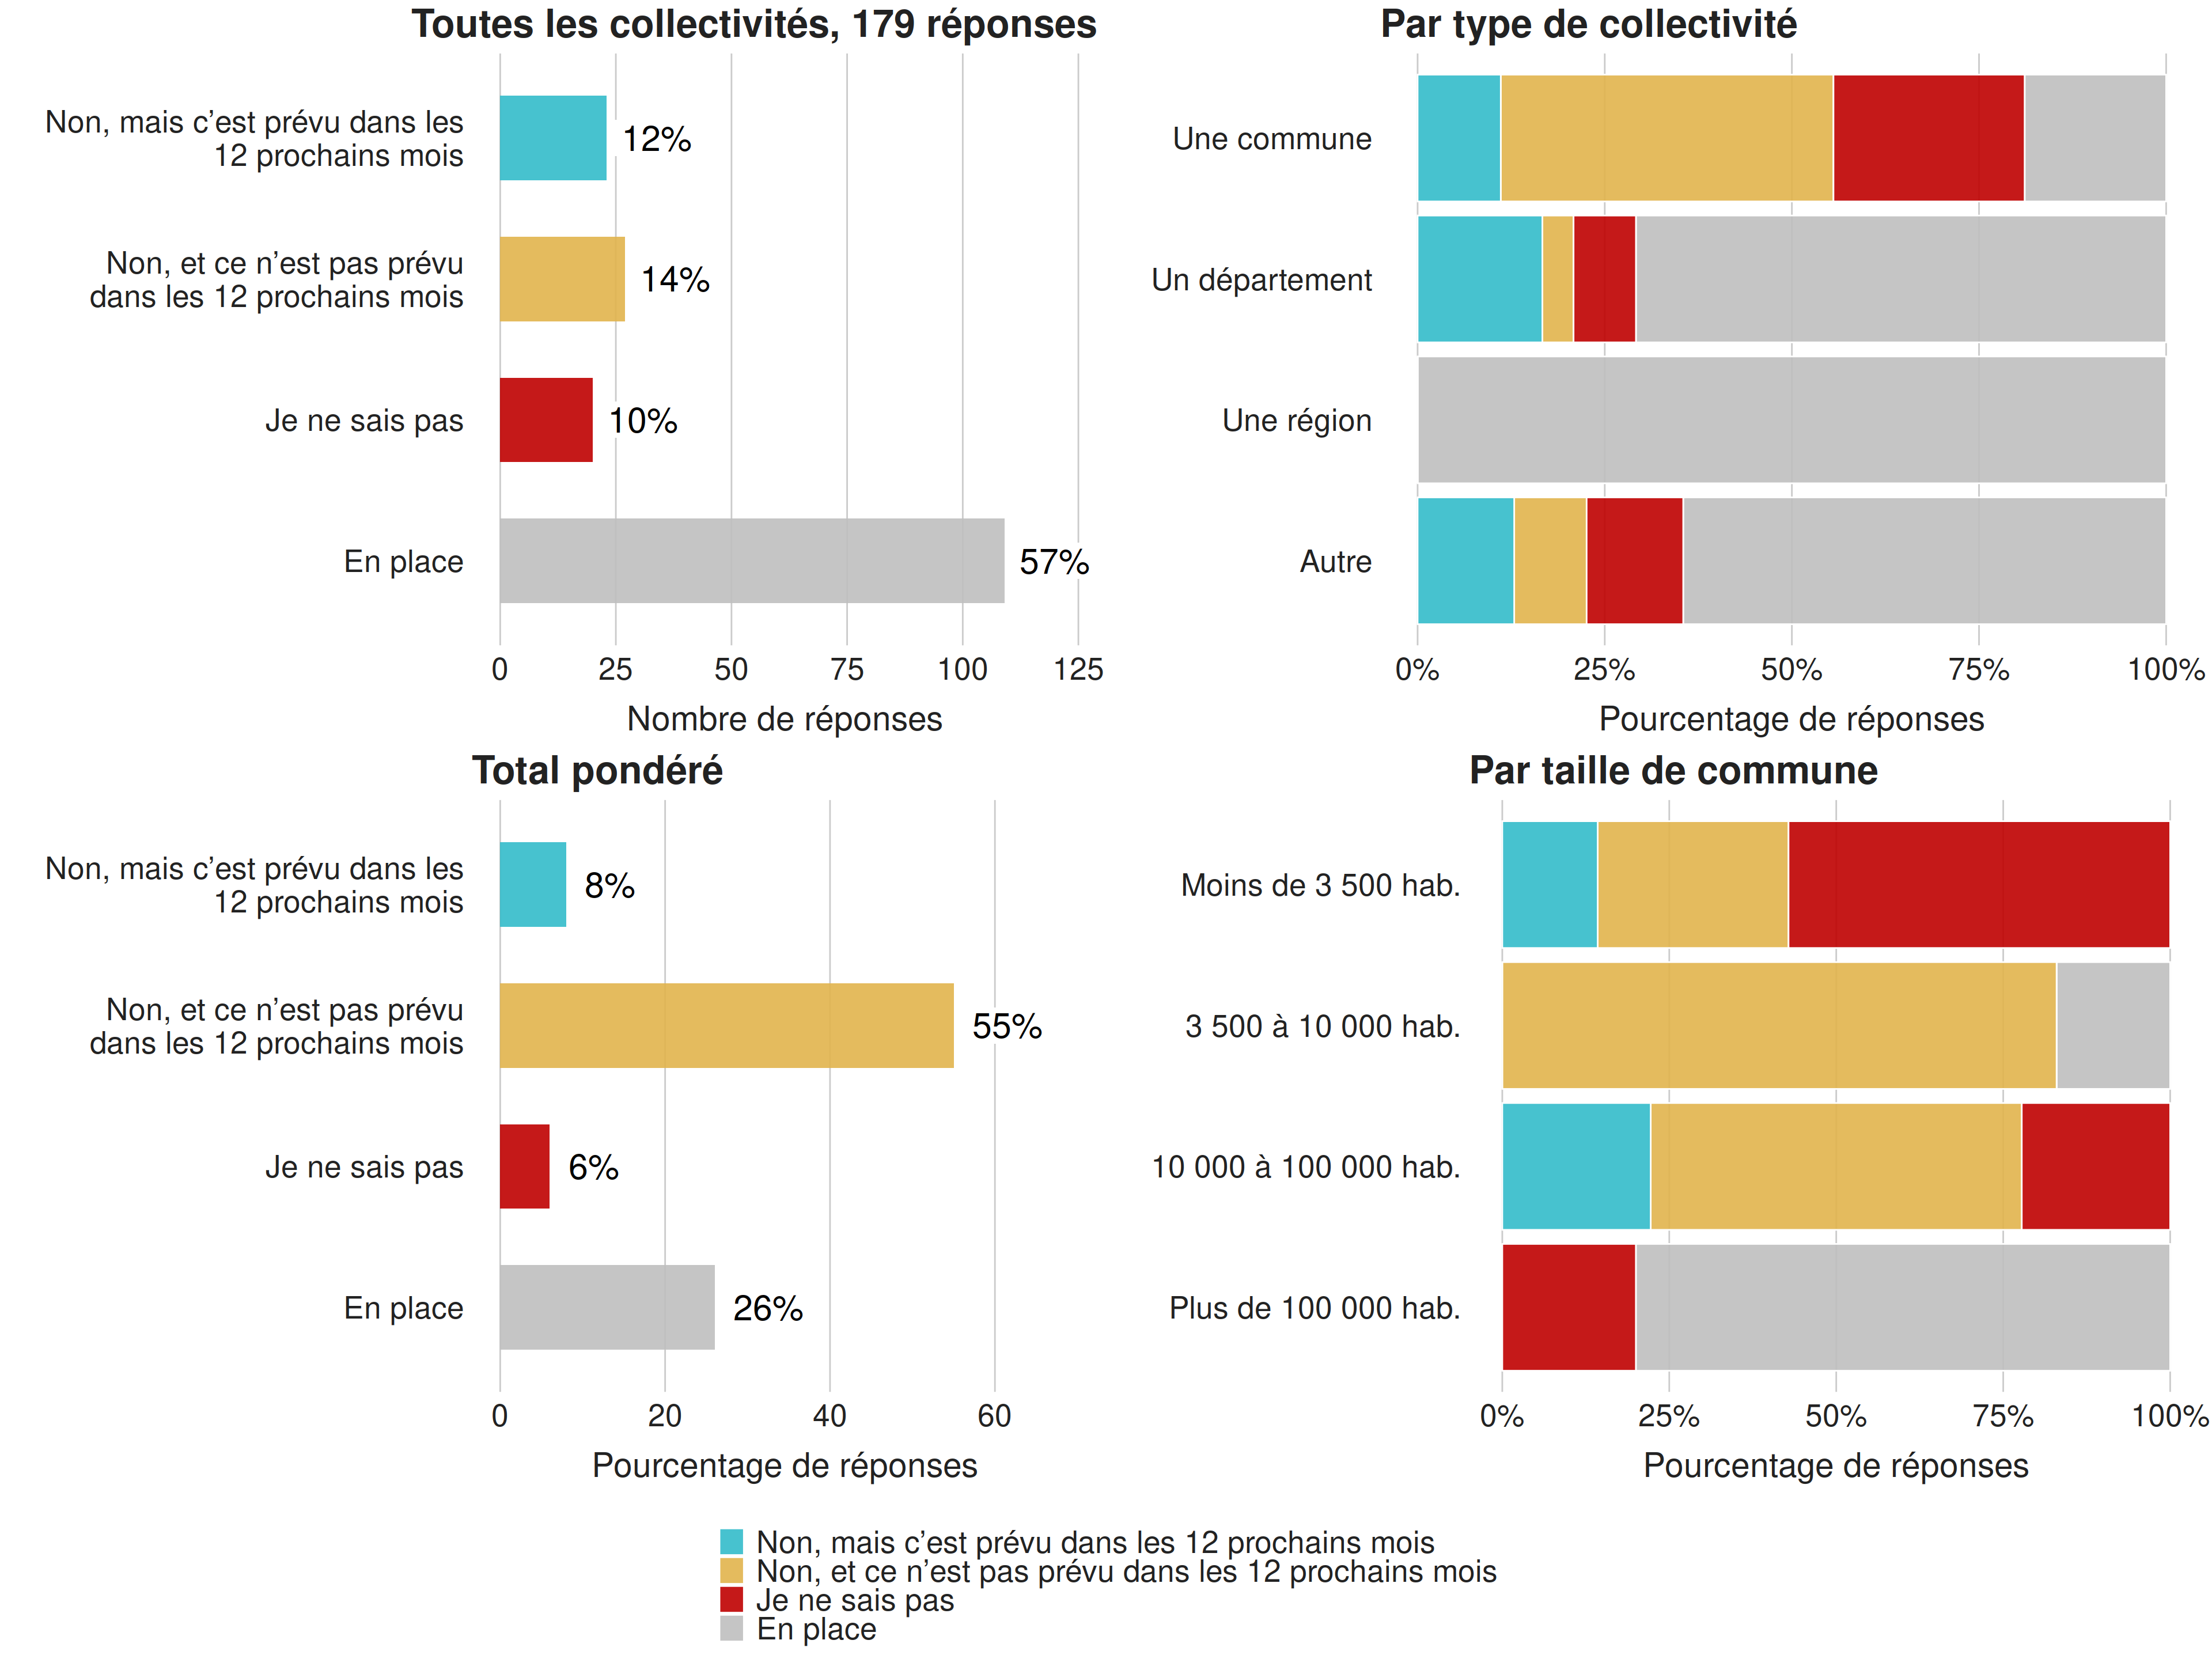 Toutes les collectivités, 179 réponses
Non, mais c’est prévu dans les
12 prochains mois
12%
Non, et ce n’est pas prévu
dans les 12 prochains mois
14%
Je ne sais pas
10%
En place
57%
0 25 50 75 100 125
Nombre de réponses
Par type de collectivité
Une commune
Un département
Une région
Autre
0% 25% 50% 75% 100%
Pourcentage de réponses
Total pondéré
Non, mais c’est prévu dans les
12 prochains mois
8%
Non, et ce n’est pas prévu
dans les 12 prochains mois
55%
Je ne sais pas
6%
En place
26%
0 20 40 60
Pourcentage de réponses
Par taille de commune
Moins de 3 500 hab.
3 500 à 10 000 hab.
10 000 à 100 000 hab.
Plus de 100 000 hab.
0% 25% 50% 75% 100%
Pourcentage de réponses
Non, mais c’est prévu dans les 12 prochains mois
Non, et ce n’est pas prévu dans les 12 prochains mois
Je ne sais pas
En place